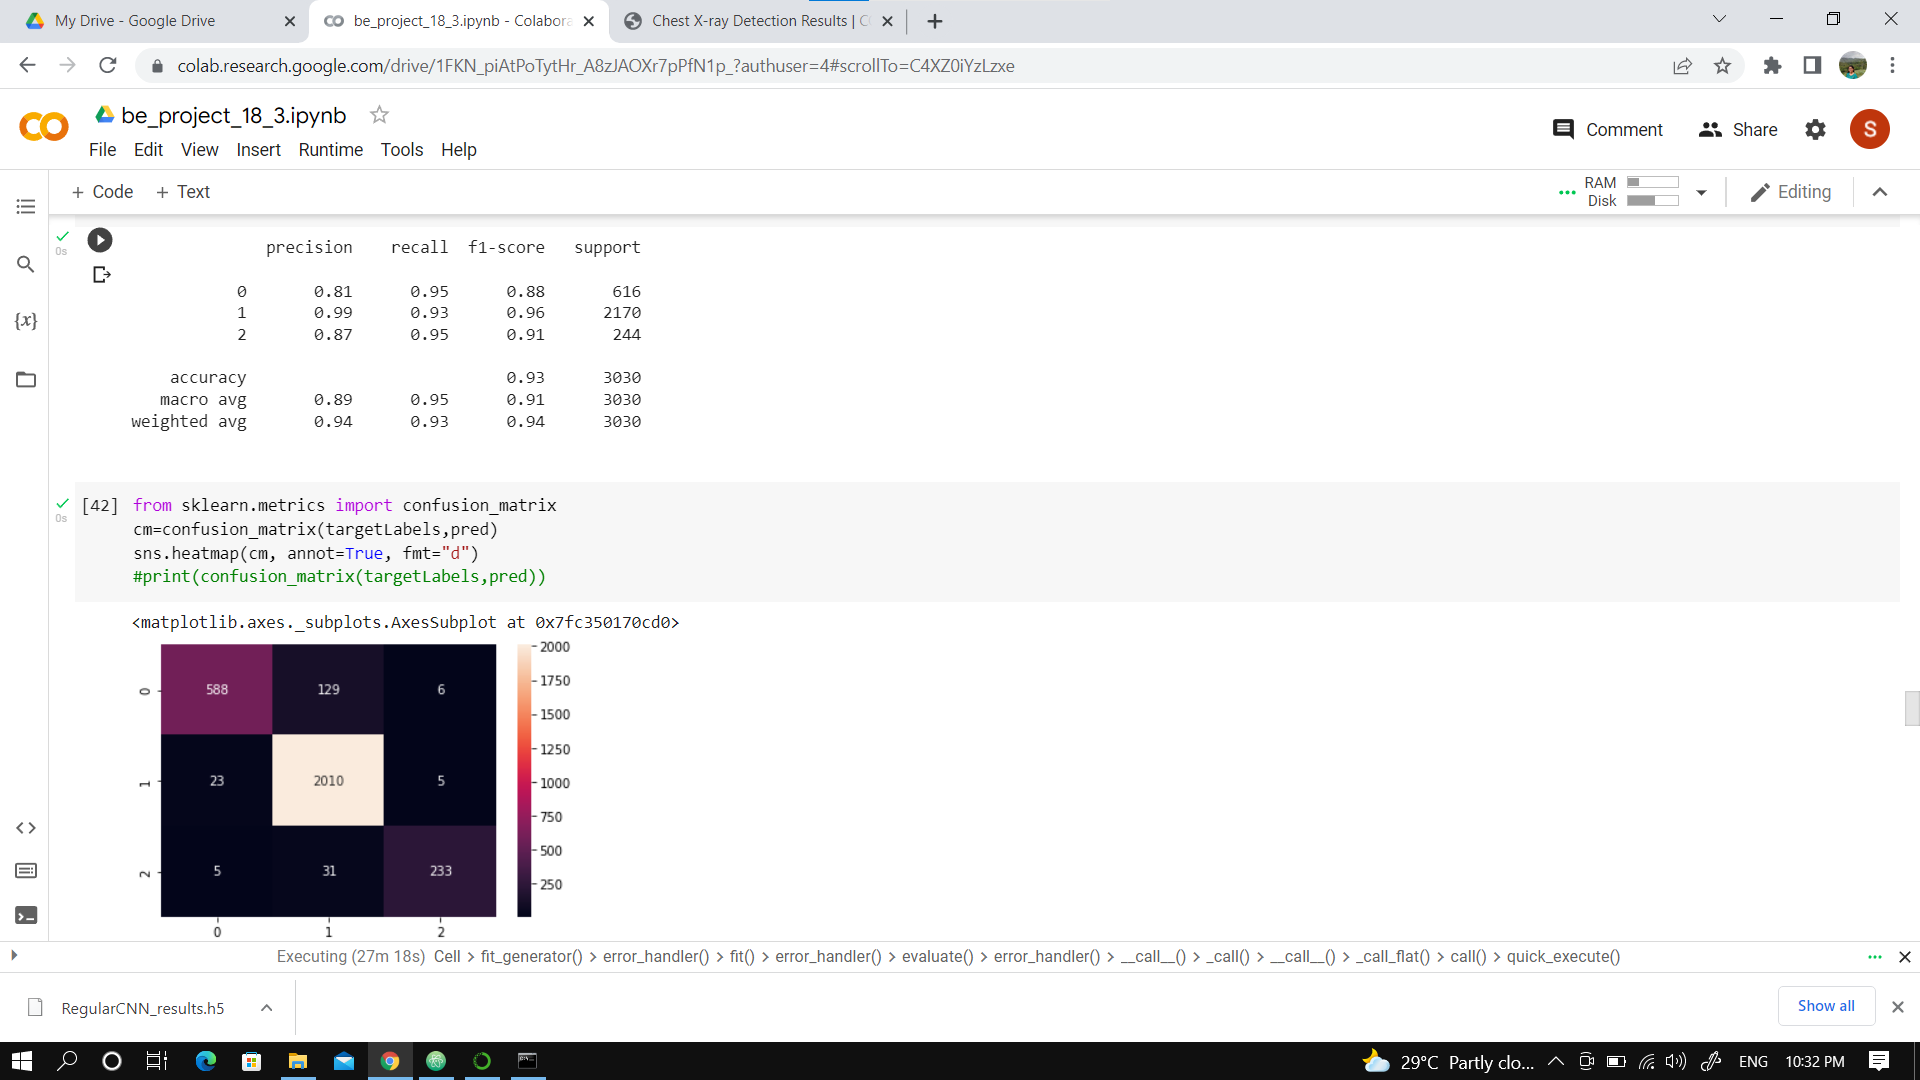 My Drive - Google Drive
be_project_18_3.ipynb - Colabora
Chest X-ray Detection Results | C
colab.research.google.com/drive/1FKN_piAtPoTytHr_A8zJAOXr7pPfN1p_?authuser=4#scrollTo=C4XZ0iYzLzxe
CO be_project_18_3.ipynb
Comment Share S
File Edit View Insert Runtime Tools Help
+ Code + Text
RAM
Disk
Editing
0s
precision recall f1-score support
0 0.81 0.95 0.88 616
1 0.99 0.93 0.96 2170
2 0.87 0.95 0.91 244
accuracy 0.93 3030
macro avg 0.89 0.95 0.91 3030
weighted avg 0.94 0.93 0.94 3030
{x}
0s
[42] from sklearn.metrics import confusion_matrix
cm=confusion_matrix(targetLabels,pred)
sns.heatmap(cm, annot=True, fmt="d")
#print(confusion_matrix(targetLabels,pred))
<matplotlib.axes._subplots.AxesSubplot at 0x7fc350170cd0>
0 588 129 6
1 23 2010 5
2 5 31 233
0 1 2
2000
1750
1500
1250
1000
750
500
250
Executing (27m 18s) Cell > fit_generator() > error_handler() > fit() > error_handler() > evaluate() > error_handler() > __call__() > _call() > __call__() > _call_flat() > call() > quick_execute()
RegularCNN_results.h5
Show all
29°C Partly clo... ENG 10:32 PM